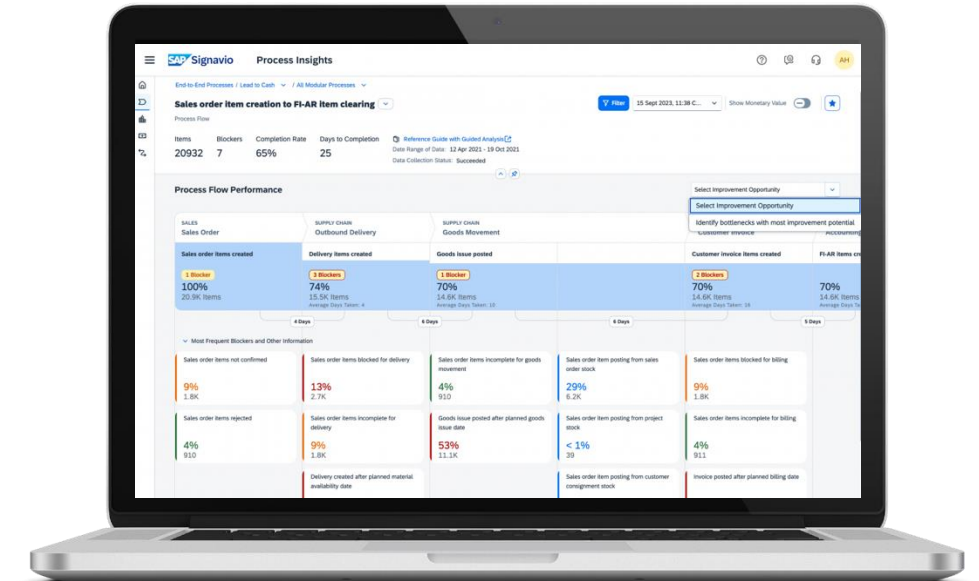 SAP Signavio Process Insights
AH
End-to-End Processes / Lead to Cash / All Modular Processes
Sales order item creation to FI-AR item clearing
Filter
15 Sept 2023, 11:38 C...
Show Monetary Value
Process Flow
Items Blockers Completion Rate Days to Completion
20932 7 65% 25
Reference Guide with Guided Analysis
Date Range of Data: 12 Apr 2021 - 19 Oct 2021
Data Collection Status: Succeeded
Process Flow Performance
Select Improvement Opportunity
Select Improvement Opportunity
Identify bottlenecks with most improvement potential
SALES
Sales Order
SUPPLY CHAIN
Outbound Delivery
SUPPLY CHAIN
Goods Movement
Customer Invoice
Accounting
Sales order items created
Delivery items created
Goods issue posted
Customer invoice items created
FI-AR items cre
1 Blocker
100%
20.9K Items
3 Blockers
74%
15.5K Items
Average Days Taken: 4
1 Blocker
70%
14.6K Items
Average Days Taken: 10
2 Blockers
70%
14.6K Items
Average Days Taken: 16
70%
14.6K Items
Average Days Ta
4 Days
6 Days
6 Days
5 Days
Most Frequent Blockers and Other Information
Sales order items not confirmed
9%
1.8K
Sales order items blocked for delivery
13%
2.7K
Sales order items incomplete for goods
movement
4%
910
Sales order item posting from sales
order stock
29%
6.2K
Sales order items blocked for billing
9%
1.8K
Sales order items rejected
4%
910
Sales order items incomplete for
delivery
9%
1.8K
Goods issue posted after planned goods
issue date
53%
11.1K
Sales order item posting from project
stock
< 1%
39
Sales order items incomplete for billing
4%
911
Delivery created after planned material
availability date
Sales order item posting from customer
consignment stock
Invoice posted after planned billing date